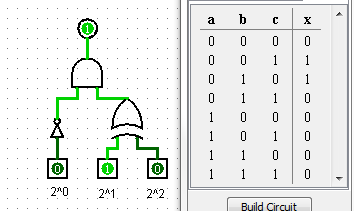 1
0 1 0
2^0 2^1 2^2
a b c x
0 0 0 0
0 0 1 1
0 1 0 1
0 1 1 0
1 0 0 0
1 0 1 0
1 1 0 0
1 1 1 0
Build Circuit